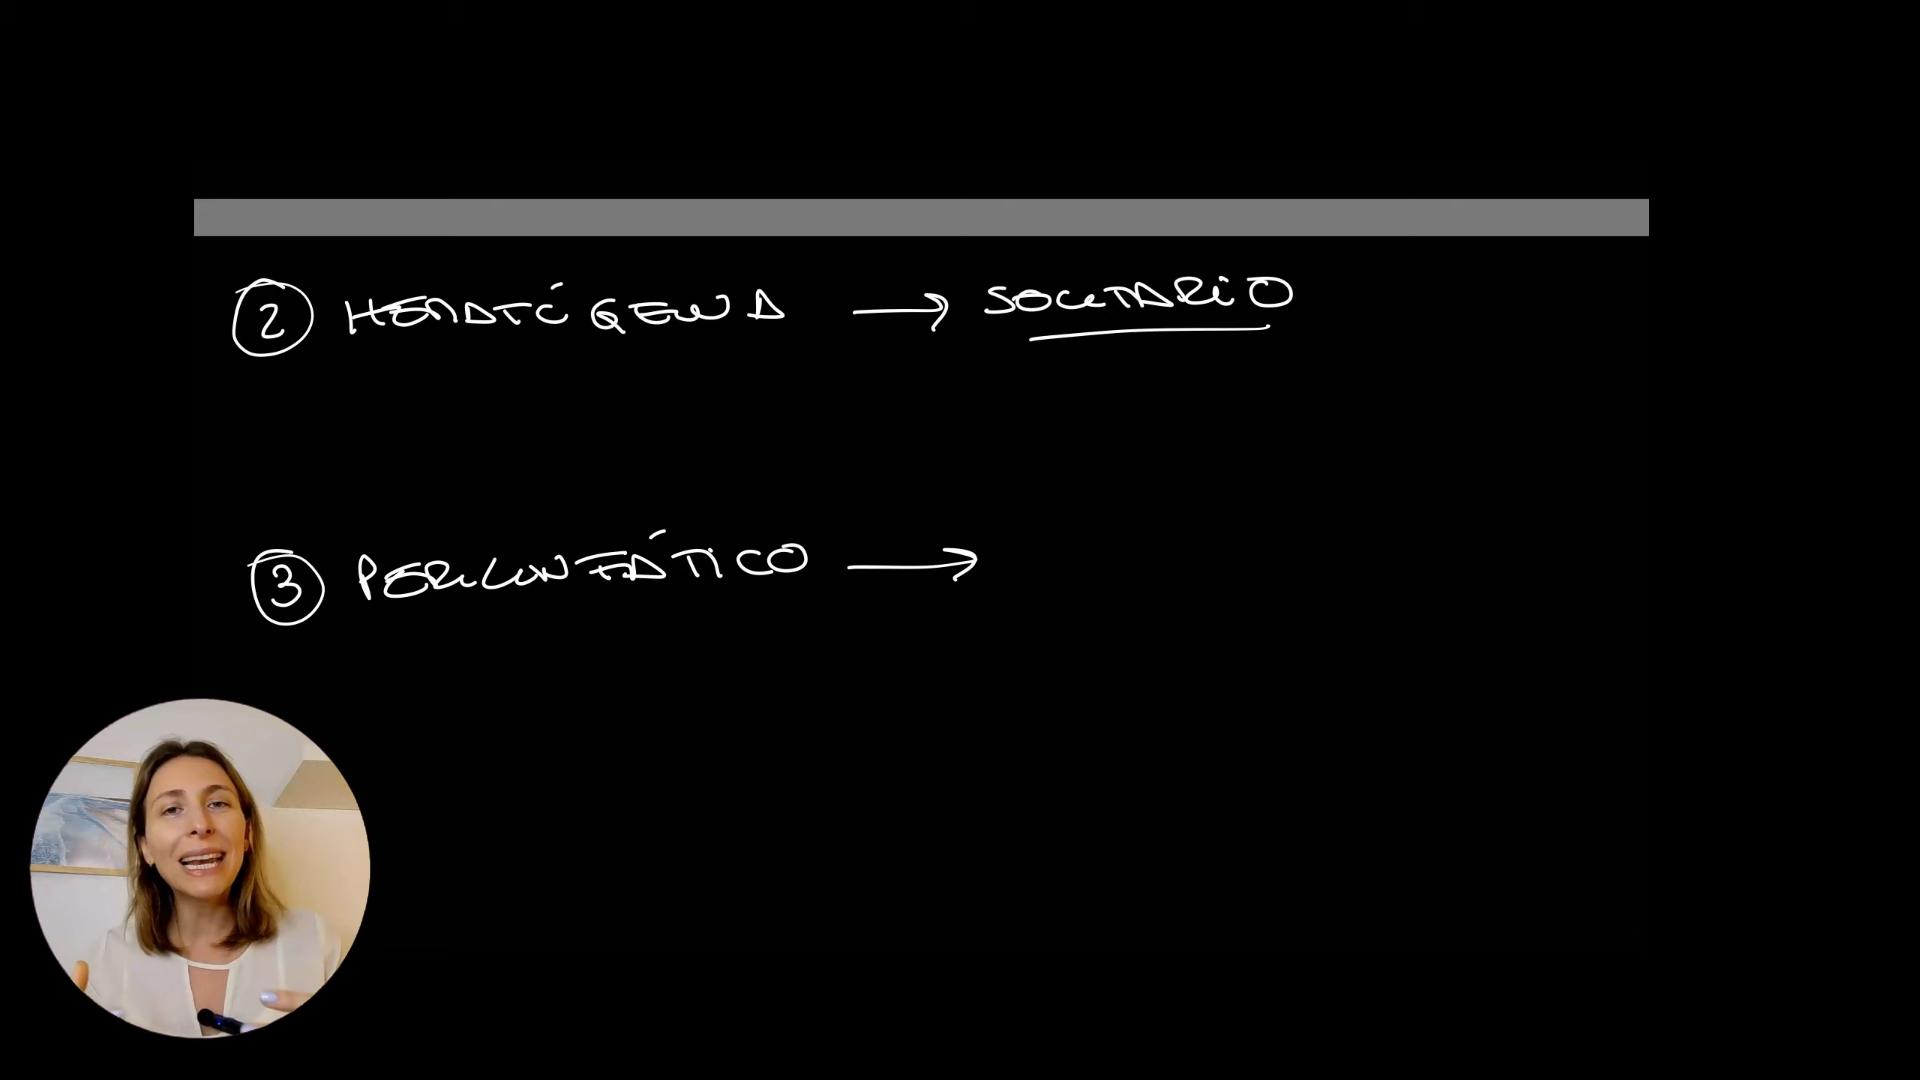 ② HEMATÓGENA → SOLITÁRIO
③ PERILINFÁTICO →